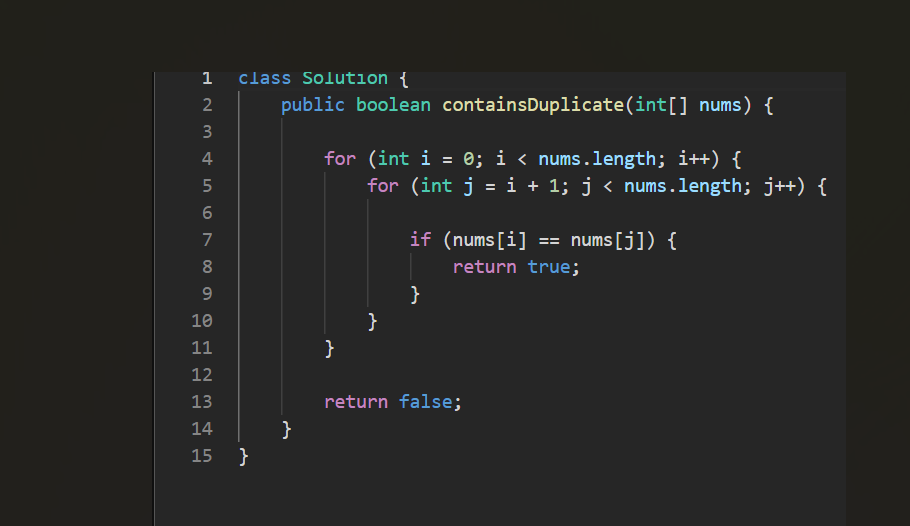 1 class Solution {
2     public boolean containsDuplicate(int[] nums) {
3
4         for (int i = 0; i < nums.length; i++) {
5             for (int j = i + 1; j < nums.length; j++) {
6
7                 if (nums[i] == nums[j]) {
8                     return true;
9                 }
10             }
11         }
12
13         return false;
14     }
15 }